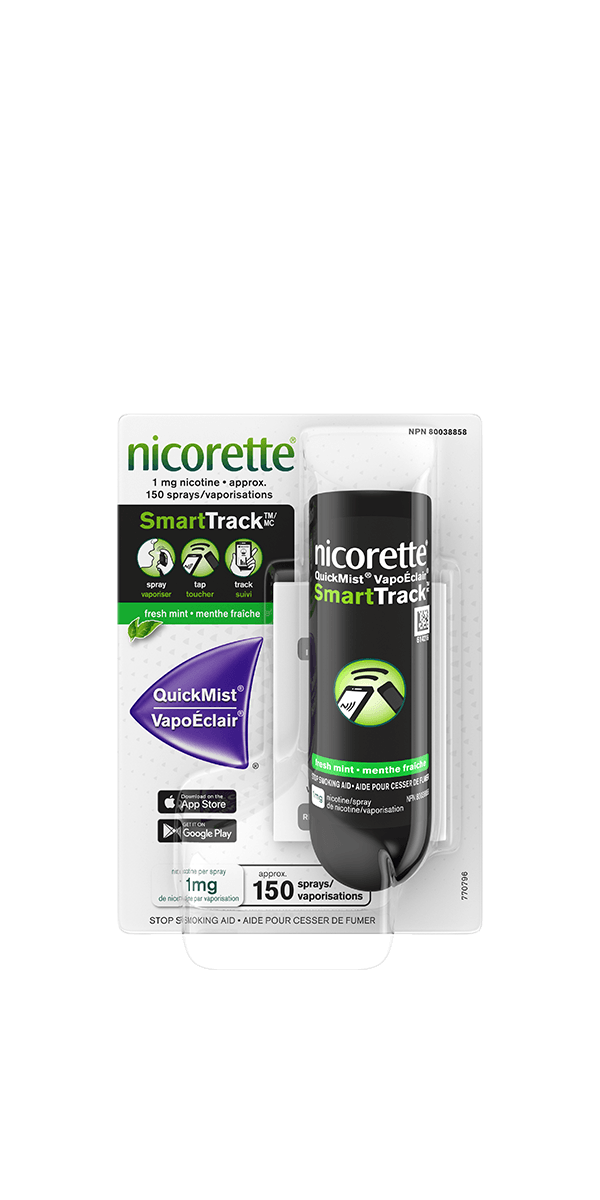 NPN 80038858
nicorette®
1 mg nicotine • approx.
150 sprays/vaporisations
SmartTrack™/MC
spray tap track
vaporiser toucher suivi
fresh mint • menthe fraîche
QuickMist®
VapoÉclair®
®
Download on the
App Store
GET IT ON
Google Play
1mg
de nicotine par vaporisation
approx.
150 sprays/
vaporisations
STOP SMOKING AID • AIDE POUR CESSER DE FUMER
770796
nicorette®
QuickMist® VapoÉclair®
SmartTrack
fresh mint • menthe fraîche
STOP SMOKING AID • AIDE POUR CESSER DE FUMER
1mg nicotine/spray
de nicotine/vaporisation